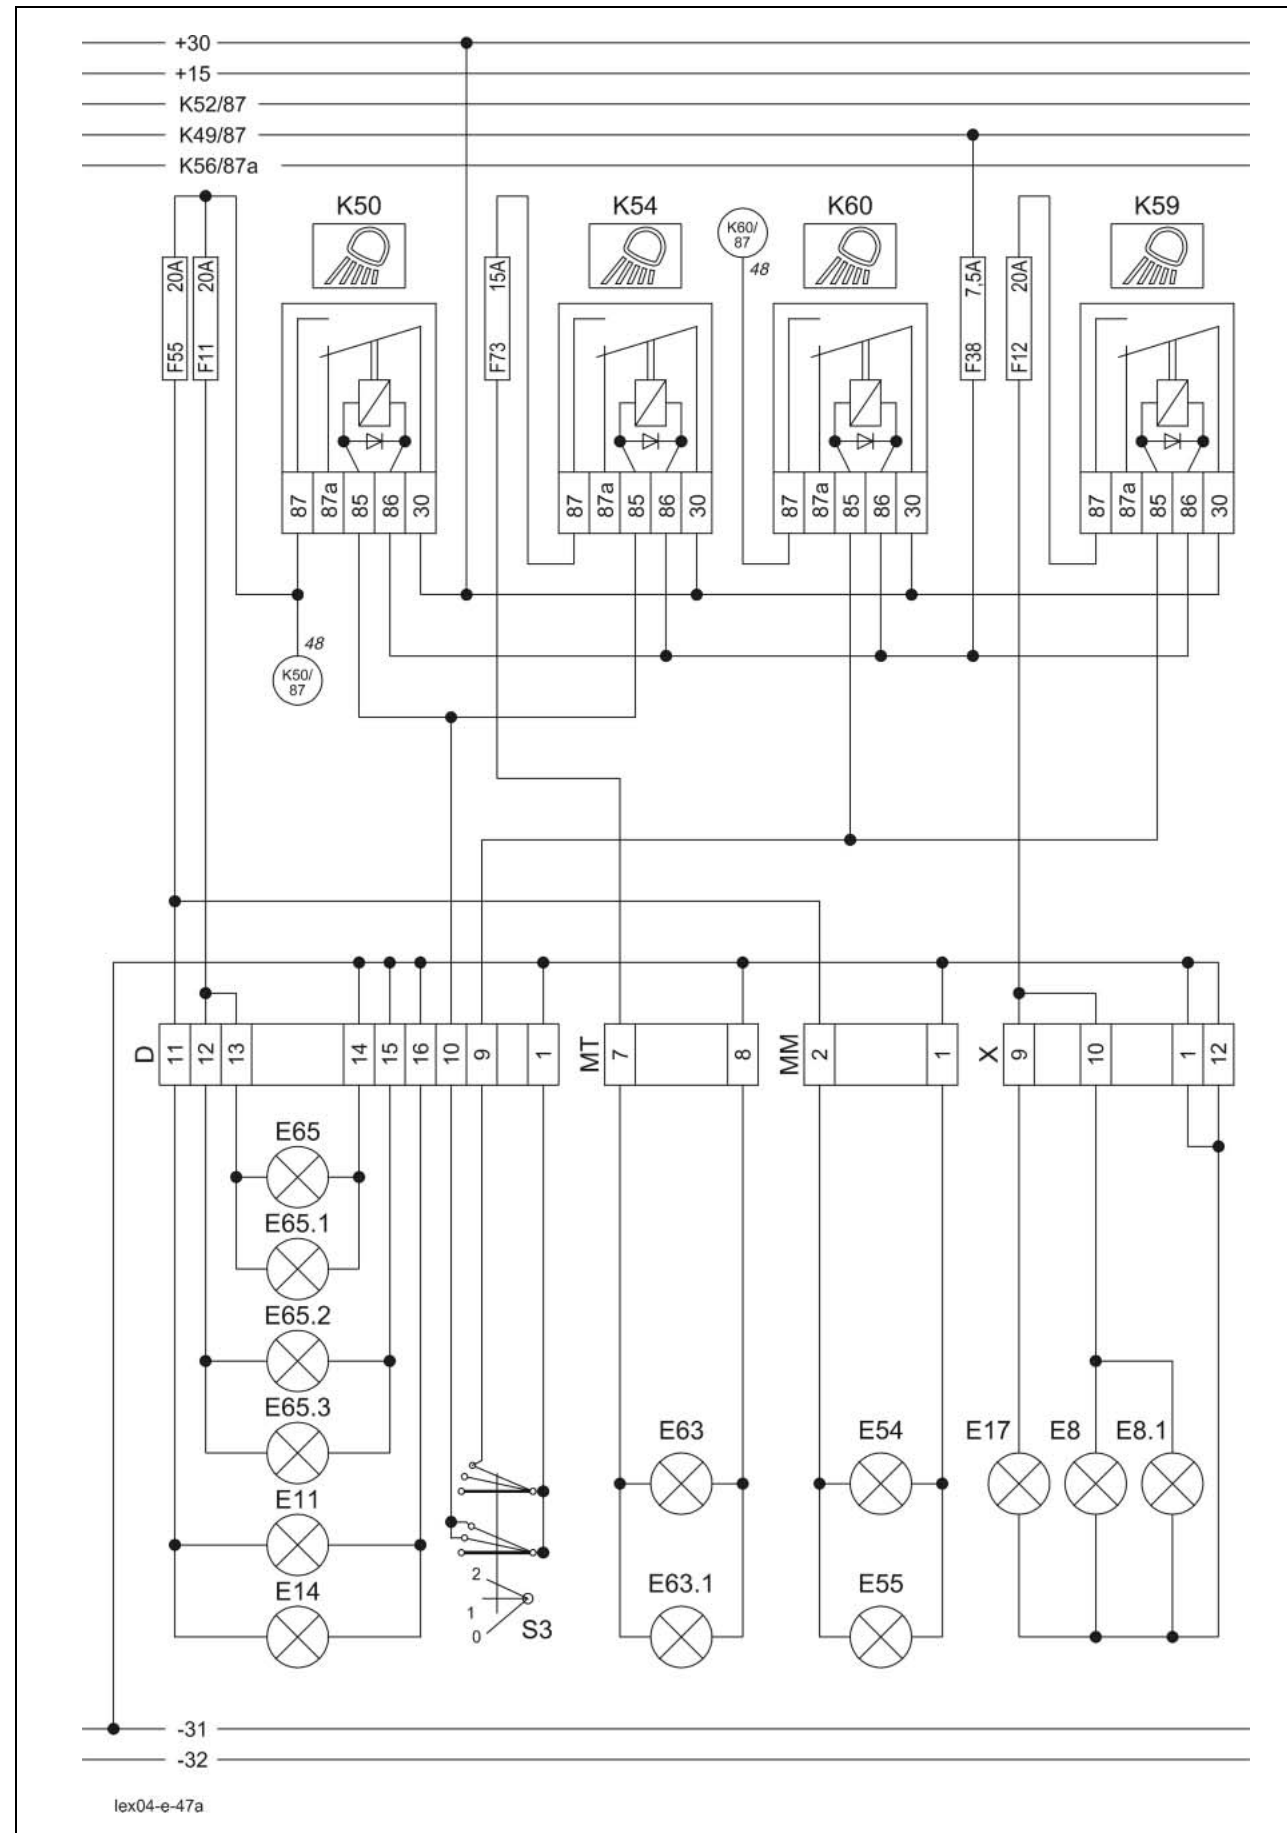 +30
+15
K52/87
K49/87
K56/87a
K50
K54
K60
K59
K60/
87
48
F55 20A
F11 20A
F73 15A
F38 7,5A
F12 20A
87 87a 85 86 30
87 87a 85 86 30
87 87a 85 86 30
87 87a 85 86 30
48
K50/
87
D 11 12 13 14 15 16 10 9 1
MT 7 8
MM 2 1
X 9 10 1 12
E65
E65.1
E65.2
E65.3
E11
E14
2
1
0
S3
E63
E63.1
E54
E55
E17
E8
E8.1
-31
-32
lex04-e-47a